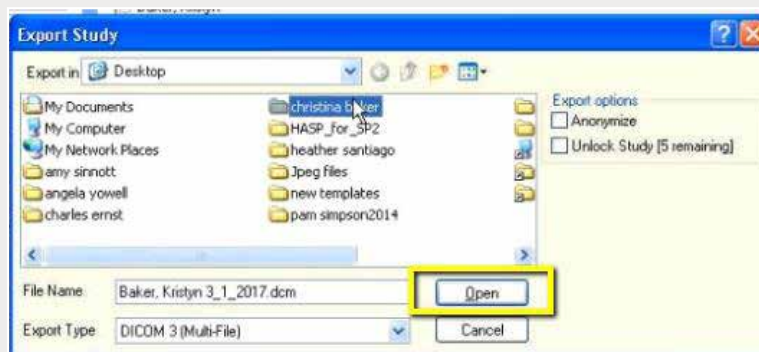 Export Study
Export in Desktop
My Documents
My Computer
My Network Places
amy sinnott
angela yowell
charles ernst
christina baker
HASP_for_SP2
heather santiago
Jpeg files
new templates
pam simpson2014
Export options
Anonymize
Unlock Study [5 remaining]
File Name Baker, Kristyn 3_1_2017.dcm Open
Export Type DICOM 3 (Multi-File) Cancel